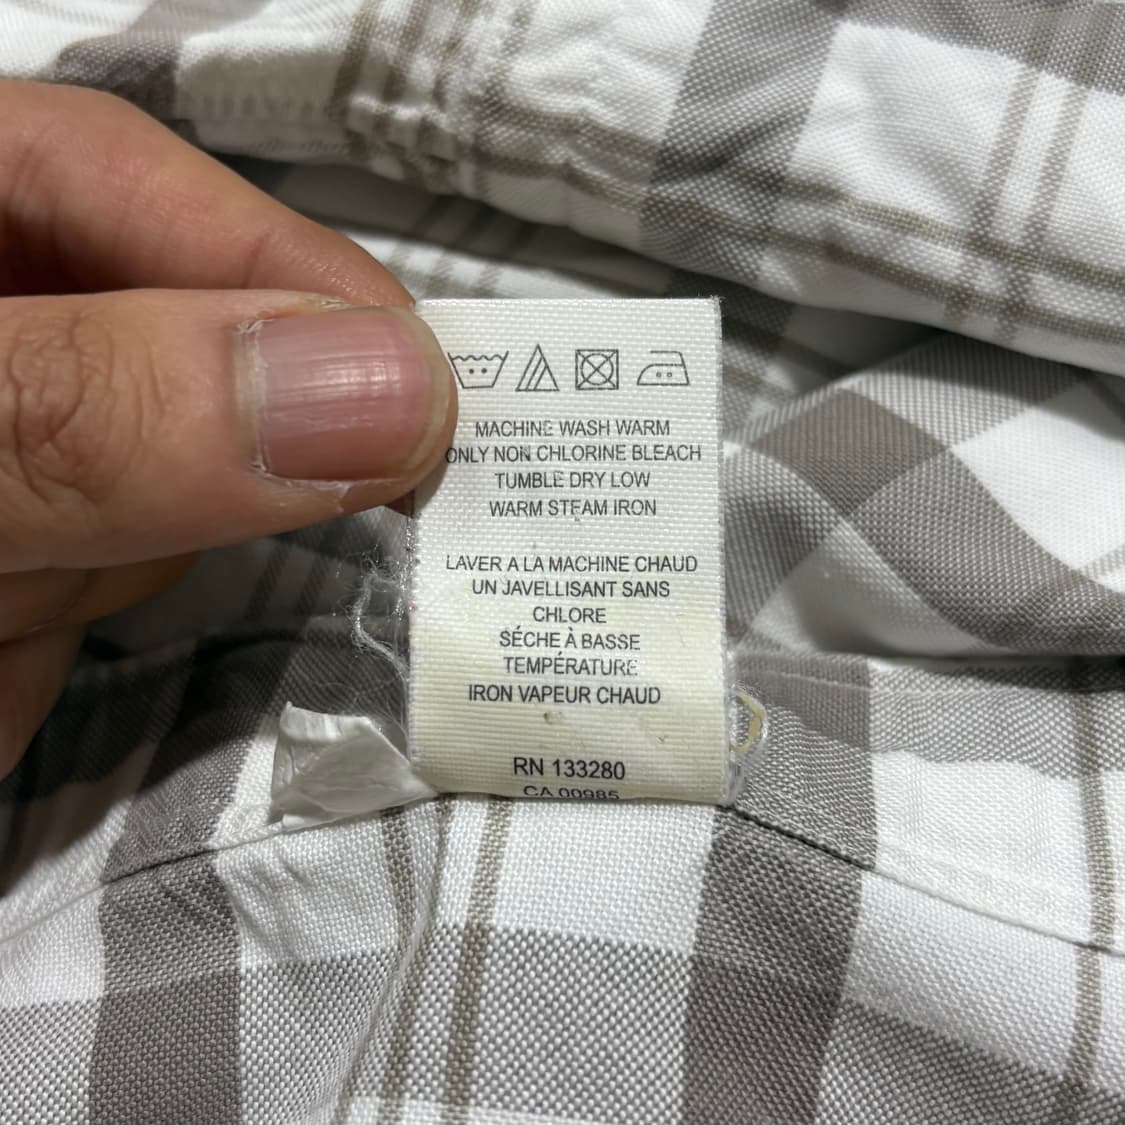 MACHINE WASH WARM
ONLY NON CHLORINE BLEACH
TUMBLE DRY LOW
WARM STEAM IRON
LAVER A LA MACHINE CHAUD
UN JAVELLISANT SANS
CHLORE
SÉCHE À BASSE
TEMPÉRATURE
IRON VAPEUR CHAUD
RN 133280
CA 00985